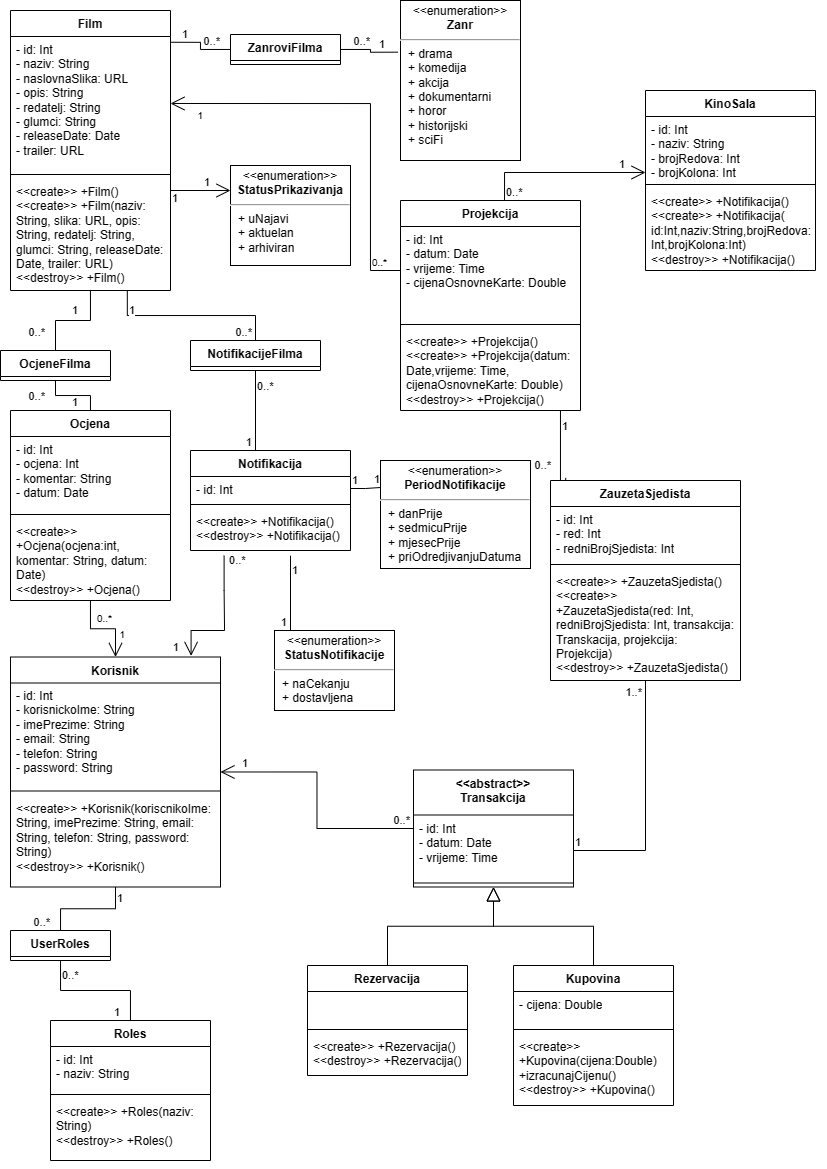 Film
- id: Int
- naziv: String
- naslovnaSlika: URL
- opis: String
- redatelj: String
- glumci: String
- releaseDate: Date
- trailer: URL
<<create>> +Film()
<<create>> +Film(naziv:
String, slika: URL, opis:
String, redatelj: String,
glumci: String, releaseDate:
Date, trailer: URL)
<<destroy>> +Film()
1
0..*
ZanroviFilma
0..*
1
<<enumeration>>
Zanr
+ drama
+ komedija
+ akcija
+ dokumentarni
+ horor
+ historijski
+ sciFi
1
0..*
1
1
<<enumeration>>
StatusPrikazivanja
+ uNajavi
+ aktuelan
+ arhiviran
KinoSala
- id: Int
- naziv: String
- brojRedova: Int
- brojKolona: Int
<<create>> +Notifikacija()
<<create>> +Notifikacija(
id:Int,naziv:String,brojRedova:
Int,brojKolona:Int)
<<destroy>> +Notifikacija()
1
0..*
Projekcija
- id: Int
- datum: Date
- vrijeme: Time
- cijenaOsnovneKarte: Double
<<create>> +Projekcija()
<<create>> +Projekcija(datum:
Date,vrijeme: Time,
cijenaOsnovneKarte: Double)
<<destroy>> +Projekcija()
1
0..*
1
0..*
OcjeneFilma
0..*
1
1
0..*
NotifikacijeFilma
0..*
1
Ocjena
- id: Int
- ocjena: Int
- komentar: String
- datum: Date
<<create>>
+Ocjena(ocjena:int,
komentar: String, datum:
Date)
<<destroy>> +Ocjena()
0..*
1
Notifikacija
- id: Int
<<create>> +Notifikacija()
<<destroy>> +Notifikacija()
1
1
<<enumeration>>
PeriodNotifikacije
+ danPrije
+ sedmicuPrije
+ mjesecPrije
+ priOdredjivanjuDatuma
0..*
1
1
1
<<enumeration>>
StatusNotifikacije
+ naCekanju
+ dostavljena
ZauzetaSjedista
- id: Int
- red: Int
- redniBrojSjedista: Int
<<create>> +ZauzetaSjedista()
<<create>>
+ZauzetaSjedista(red: Int,
redniBrojSjedista: Int, transakcija:
Transkacija, projekcija:
Projekcija)
<<destroy>> +ZauzetaSjedista()
1..*
1
Korisnik
- id: Int
- korisnickoIme: String
- imePrezime: String
- email: String
- telefon: String
- password: String
<<create>> +Korisnik(koriscnikoIme:
String, imePrezime: String, email:
String, telefon: String, password:
String)
<<destroy>> +Korisnik()
1
0..*
<<abstract>>
Transakcija
- id: Int
- datum: Date
- vrijeme: Time
1
0..*
UserRoles
0..*
1
Roles
- id: Int
- naziv: String
<<create>> +Roles(naziv:
String)
<<destroy>> +Roles()
Rezervacija
<<create>> +Rezervacija()
<<destroy>> +Rezervacija()
Kupovina
- cijena: Double
<<create>>
+Kupovina(cijena:Double)
+izracunajCijenu()
<<destroy>> +Kupovina()